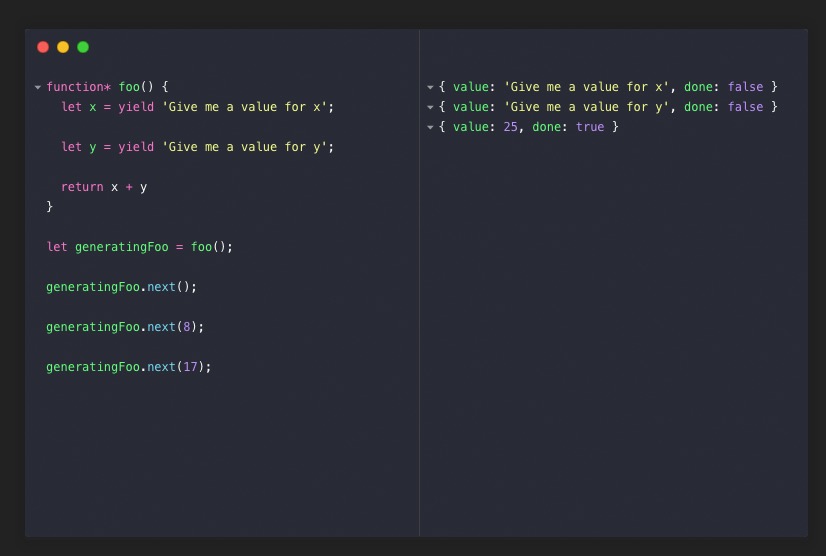 function* foo() {
let x = yield 'Give me a value for x';
let y = yield 'Give me a value for y';
return x + y
}
let generatingFoo = foo();
generatingFoo.next();
generatingFoo.next(8);
generatingFoo.next(17);
{ value: 'Give me a value for x', done: false }
{ value: 'Give me a value for y', done: false }
{ value: 25, done: true }